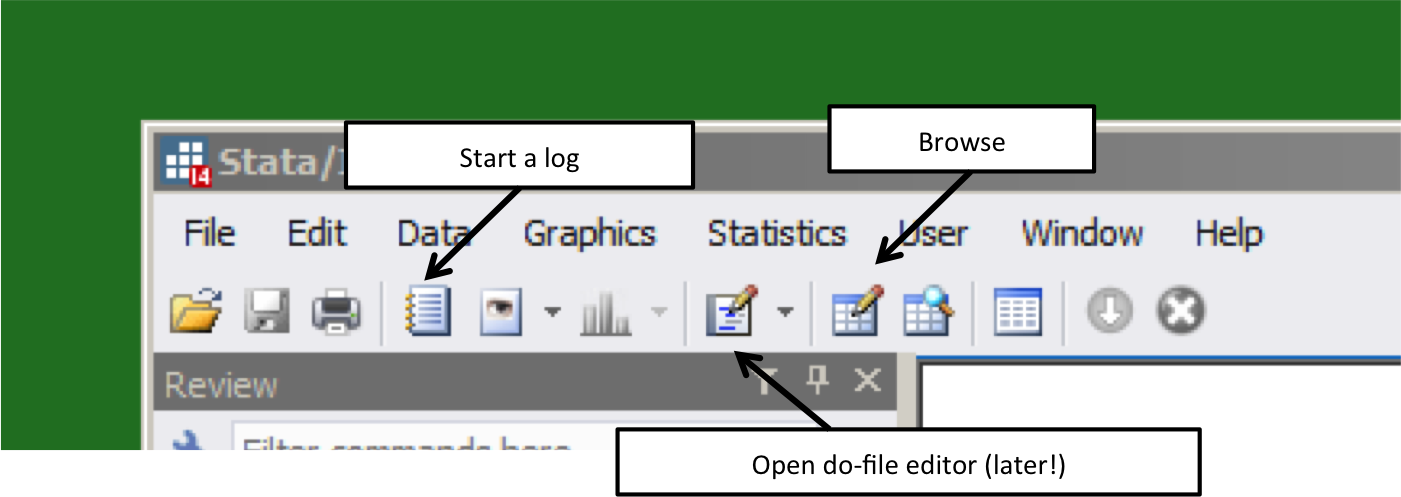 Start a log
Browse
Stata/
14
File Edit Data Graphics Statistics User Window Help
Review
Filter commands here
Open do-file editor (later!)